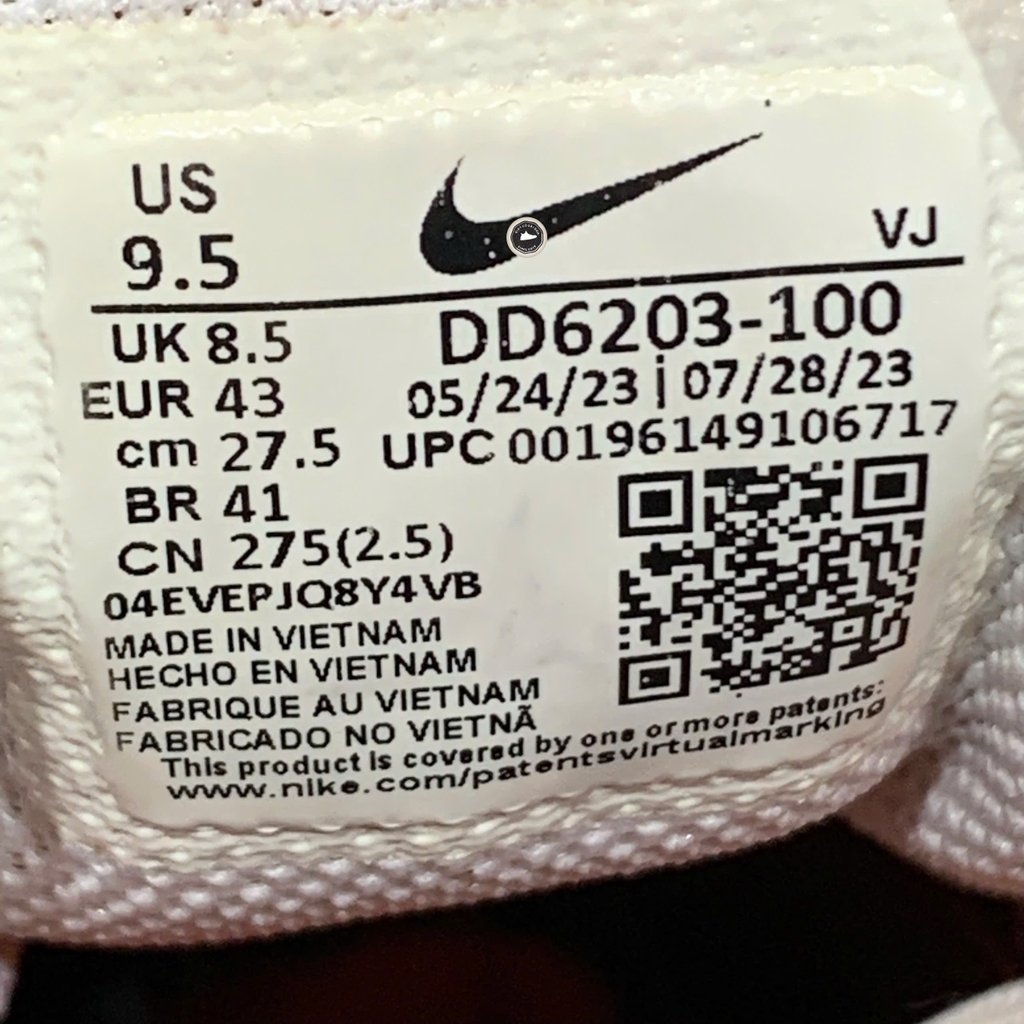 US
9.5
VJ
UK 8.5
DD6203-100
EUR 43
05/24/23 | 07/28/23
cm 27.5
UPC 00196149106717
BR 41
CN 275(2.5)
04EVEPJQ8Y4VB
MADE IN VIETNAM
HECHO EN VIETNAM
FABRIQUE AU VIETNAM
FABRICADO NO VIETNÃ
This product is covered by one or more patents:
www.nike.com/patentsvirtualmarking